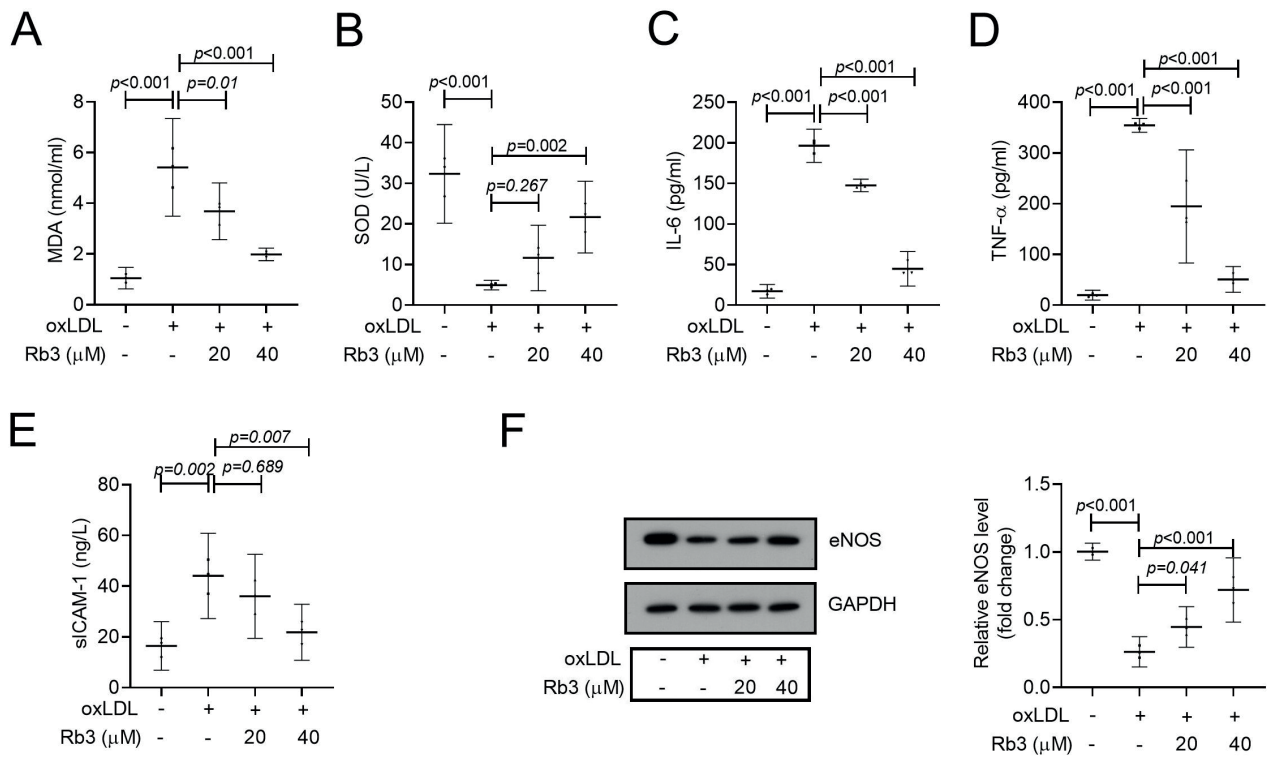 A
p<0.001
p<0.001
p=0.01
MDA (nmol/ml)
8
6
4
2
0
oxLDL - + + +
Rb3 (μM) - - 20 40
B
p<0.001
p=0.002
p=0.267
SOD (U/L)
50
40
30
20
10
0
oxLDL - + + +
Rb3 (μM) - - 20 40
C
p<0.001
p<0.001
p<0.001
IL-6 (pg/ml)
250
200
150
100
50
0
oxLDL - + + +
Rb3 (μM) - - 20 40
D
p<0.001
p<0.001
p<0.001
TNF-α (pg/ml)
400
300
200
100
0
oxLDL - + + +
Rb3 (μM) - - 20 40
E
p=0.007
p=0.002
p=0.689
sICAM-1 (ng/L)
80
60
40
20
0
oxLDL - + + +
Rb3 (μM) - - 20 40
F
eNOS
GAPDH
oxLDL - + + +
Rb3 (μM) - - 20 40
p<0.001
p<0.001
p=0.041
Relative eNOS level
(fold change)
1.5
1.0
0.5
0.0
oxLDL - + + +
Rb3 (μM) - - 20 40